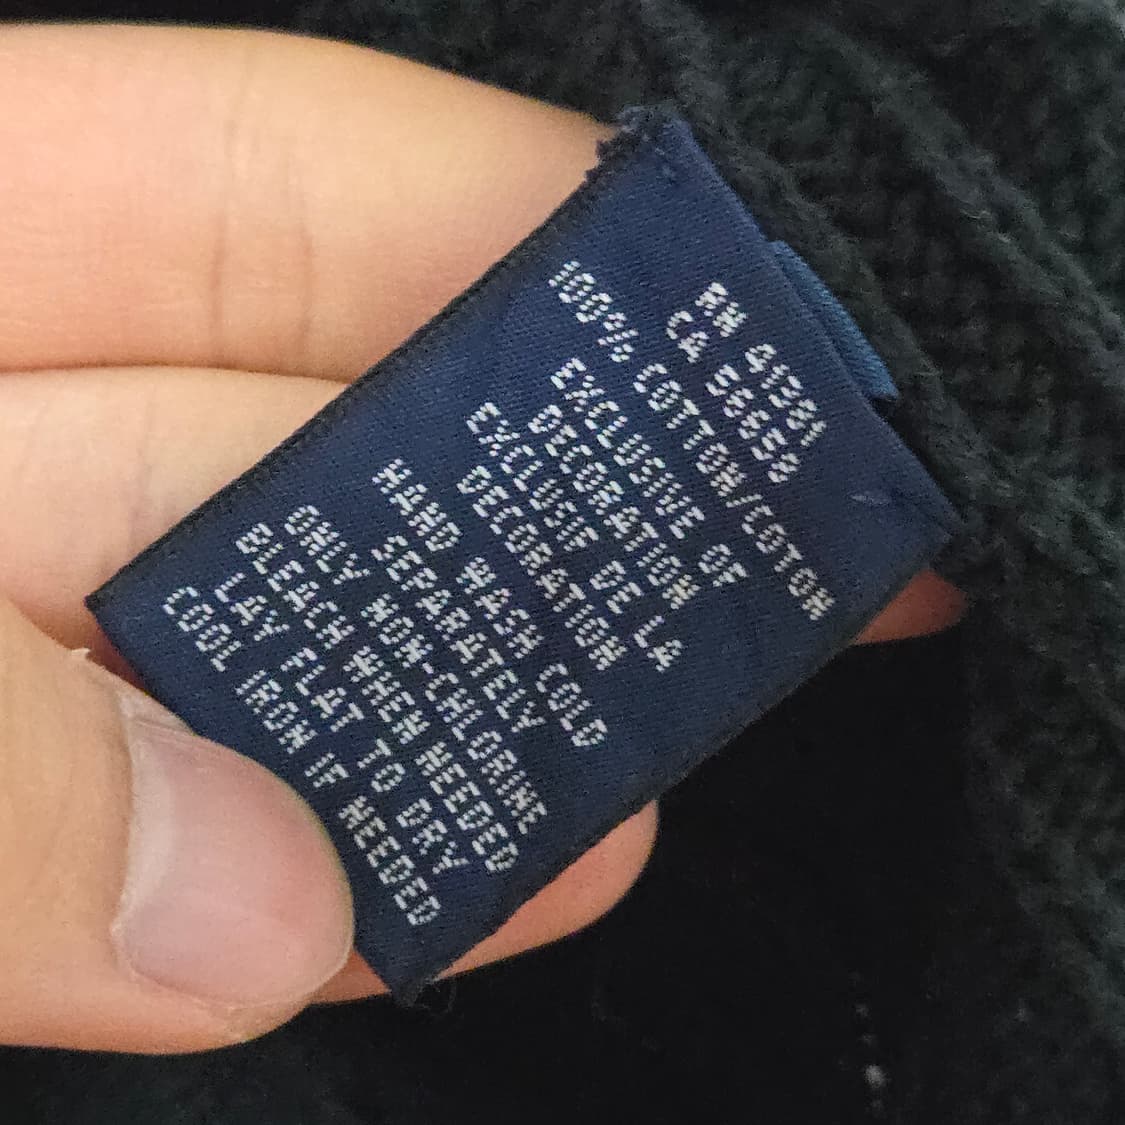 RN 41381
CA 55650
100% COTTON/COTON
EXCLUSIVE OF
DECORATION
EXCLUSIF DE LA
DECORATION
HAND WASH COLD
SEPARATELY
ONLY NON-CHLORINE
BLEACH WHEN NEEDED
LAY FLAT TO DRY
COOL IRON IF NEEDED